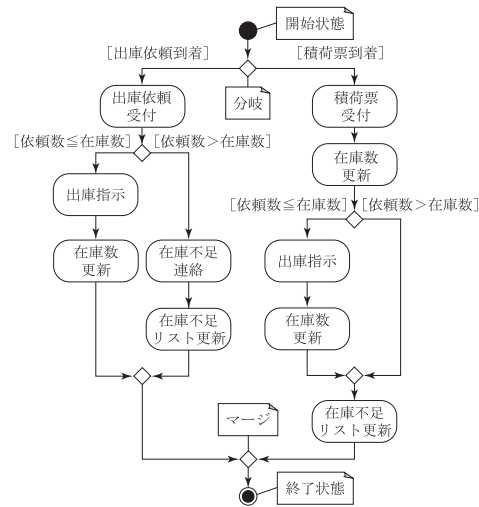 開始状態
[出庫依頼到着]
[積荷票到着]
分岐
出庫依頼
受付
積荷票
受付
[依頼数≦在庫数]
[依頼数＞在庫数]
在庫数
更新
出庫指示
[依頼数≦在庫数]
[依頼数＞在庫数]
在庫数
更新
在庫不足
連絡
出庫指示
在庫不足
リスト更新
在庫数
更新
マージ
在庫不足
リスト更新
終了状態